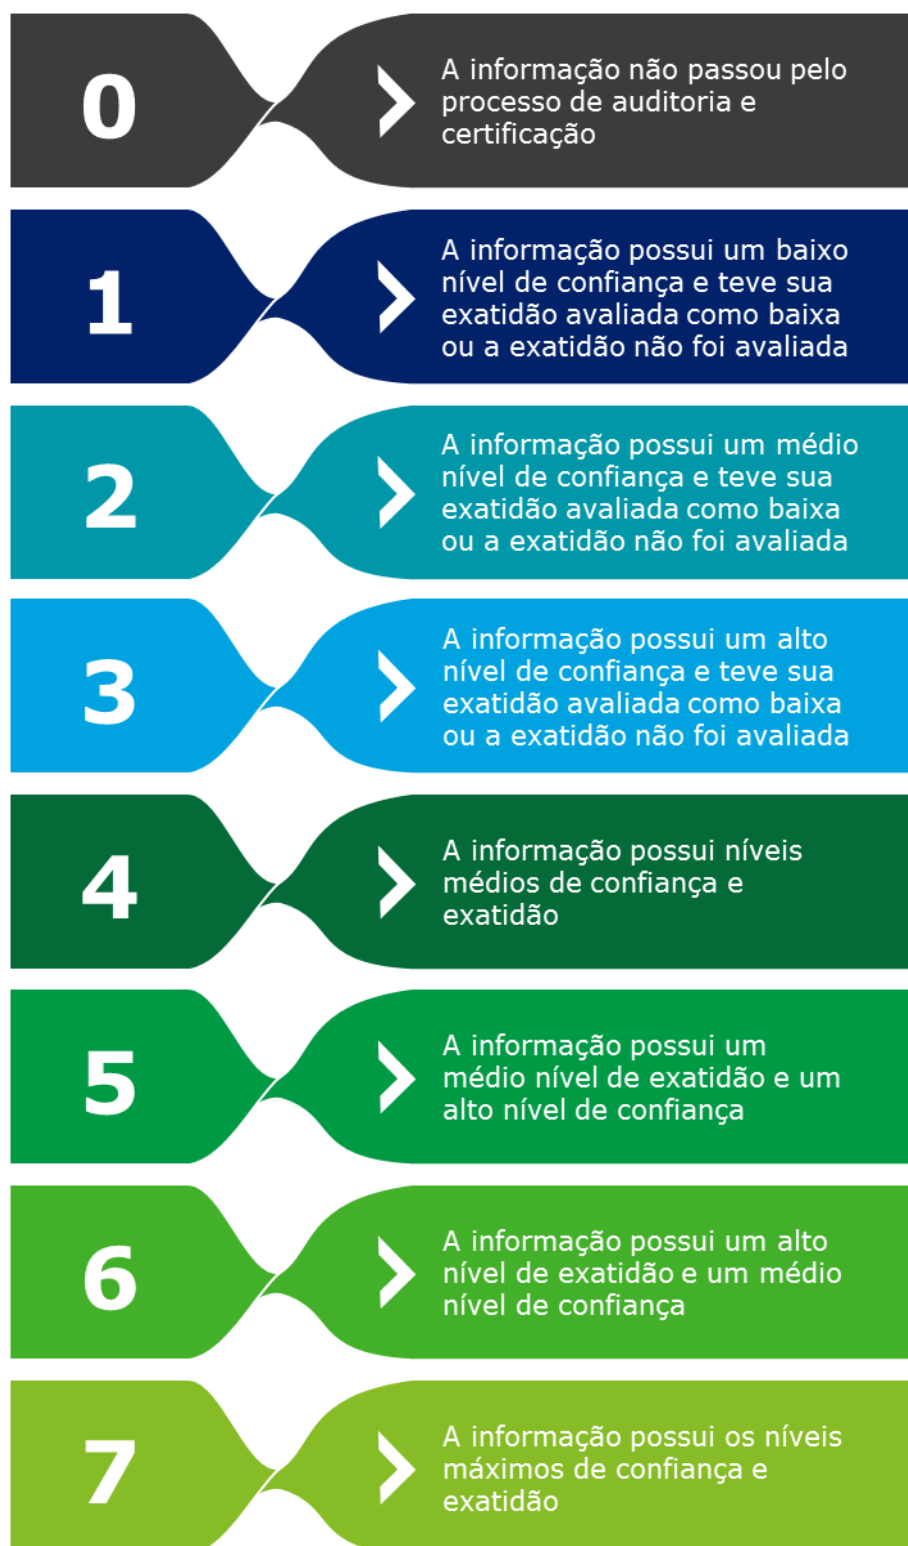 0
A informação não passou pelo
processo de auditoria e
certificação
1
A informação possui um baixo
nível de confiança e teve sua
exatidão avaliada como baixa
ou a exatidão não foi avaliada
2
A informação possui um médio
nível de confiança e teve sua
exatidão avaliada como baixa
ou a exatidão não foi avaliada
3
A informação possui um alto
nível de confiança e teve sua
exatidão avaliada como baixa
ou a exatidão não foi avaliada
4
A informação possui níveis
médios de confiança e
exatidão
5
A informação possui um
médio nível de exatidão e um
alto nível de confiança
6
A informação possui um alto
nível de exatidão e um médio
nível de confiança
7
A informação possui os níveis
máximos de confiança e
exatidão